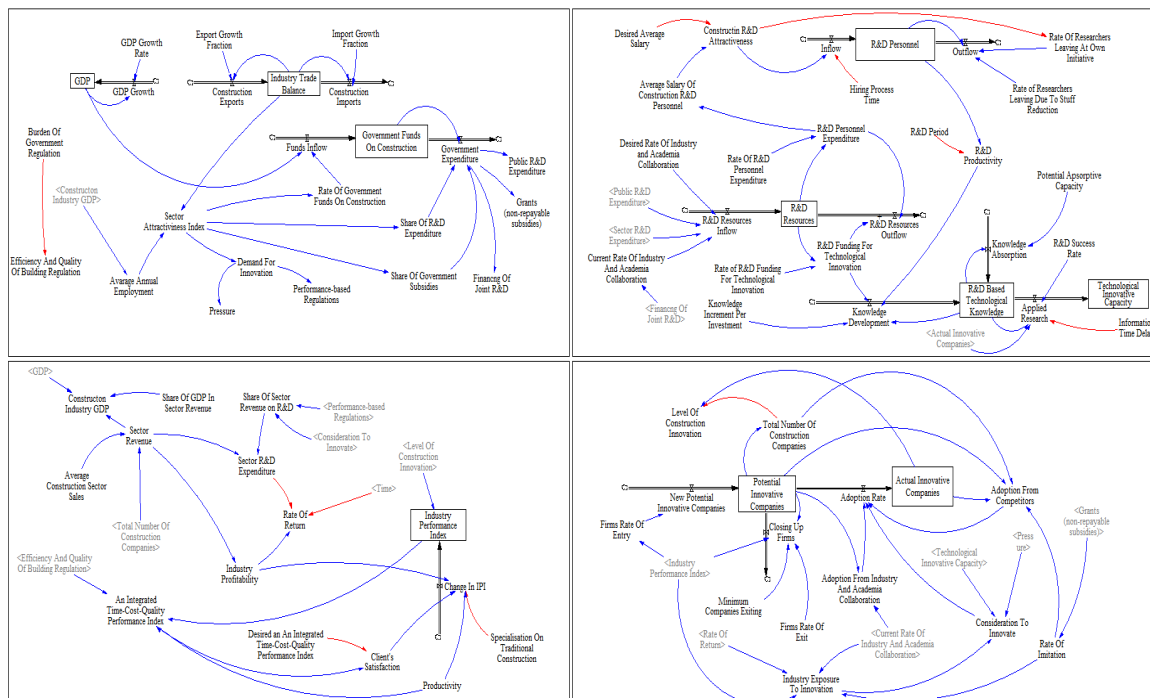 GDP Growth
Rate
Export Growth
Fraction
Import Growth
Fraction
GDP
GDP Growth
Construction
Exports
Industry Trade
Balance
Construction
Imports
Burden Of
Government
Regulation
Funds Inflow
Government Funds
On Construction
Government
Expenditure
Public R&D
Expenditure
<Constructon
Industry GDP>
Rate Of Government
Funds On Construction
Grants
(non-repayable
subsidies)
Sector
Attractiviness Index
Share Of R&D
Expenditure
Efficiency And Quality
Of Building Regulation
Avarage Annual
Employment
Demand For
Innovation
Share Of Government
Subsidies
Financng Of
Joint R&D
Pressure
Performance-based
Regulations
Desired Average
Salary
Constructin R&D
Attractiveness
Inflow
R&D Personnel
Outflow
Rate Of Researchers
Leaving At Own
Initiative
Average Salary Of
Construction R&D
Personnel
Hiring Process
Time
Rate of Researchers
Leaving Due To Stuff
Reduction
R&D Personnel
Expenditure
R&D Period
R&D
Productivity
Desired Rate Of Industry
and Academia
Collaboration
Rate Of R&D
Personnel
Expenditure
Potential Apsorptive
Capacity
<Public R&D
Expenditure>
R&D Resources
Inflow
R&D
Resources
R&D Resources
Outflow
<Sector R&D
Expenditure>
Knowledge
Absorption
R&D Success
Rate
Current Rate Of Industry
And Academia
Collaboration
Rate of R&D Funding
For Technological
Innovation
R&D Funding For
Technological
Innovation
<Financng Of
Joint R&D>
Knowledge
Increment Per
Investment
Knowledge
Development
R&D Based
Technological
Knowledge
Applied
Research
Technological
Innovative
Capacity
<Actual Innovative
Companies>
Information
Time Dela
<GDP>
Constructon
Industry GDP
Share Of GDP In
Sector Revenue
Share Of Sector
Revenue on R&D
<Performance-based
Regulations>
Sector
Revenue
<Consideration To
Innovate>
Sector R&D
Expenditure
<Level Of
Construction
Innovation>
Average
Construction Sector
Sales
<Time>
Rate Of
Return
<Total Number Of
Construction
Companies>
Industry
Performance
Index
<Efficiency And Quality
Of Building Regulation>
Industry
Profitability
Change In IPI
An Integrated
Time-Cost-Quality
Performance Index
Desired an An Integrated
Time-Cost-Quality
Performance Index
Client's
Satisfaction
Specialisation On
Traditional
Construction
Productivity
Level Of
Construction
Innovation
Total Number Of
Construction
Companies
New Potential
Innovative Companies
Potential
Innovative
Companies
Adoption Rate
Actual Innovative
Companies
Adoption From
Competitors
Firms Rate Of
Entry
Closing Up
Firms
<Grants
(non-repayable
subsidies)>
<Industry
Performance Index>
<Technological
Innovative Capacity>
<Press
ure>
Adoption From Industry
And Academia
Collaboration
Minimum
Companies Exiting
Firms Rate Of
Exit
Consideration To
Innovate
Rate Of
Imitation
<Rate Of
Return>
<Current Rate Of
Industry And Academia
Collaboration>
Industry Exposure
To Innovation